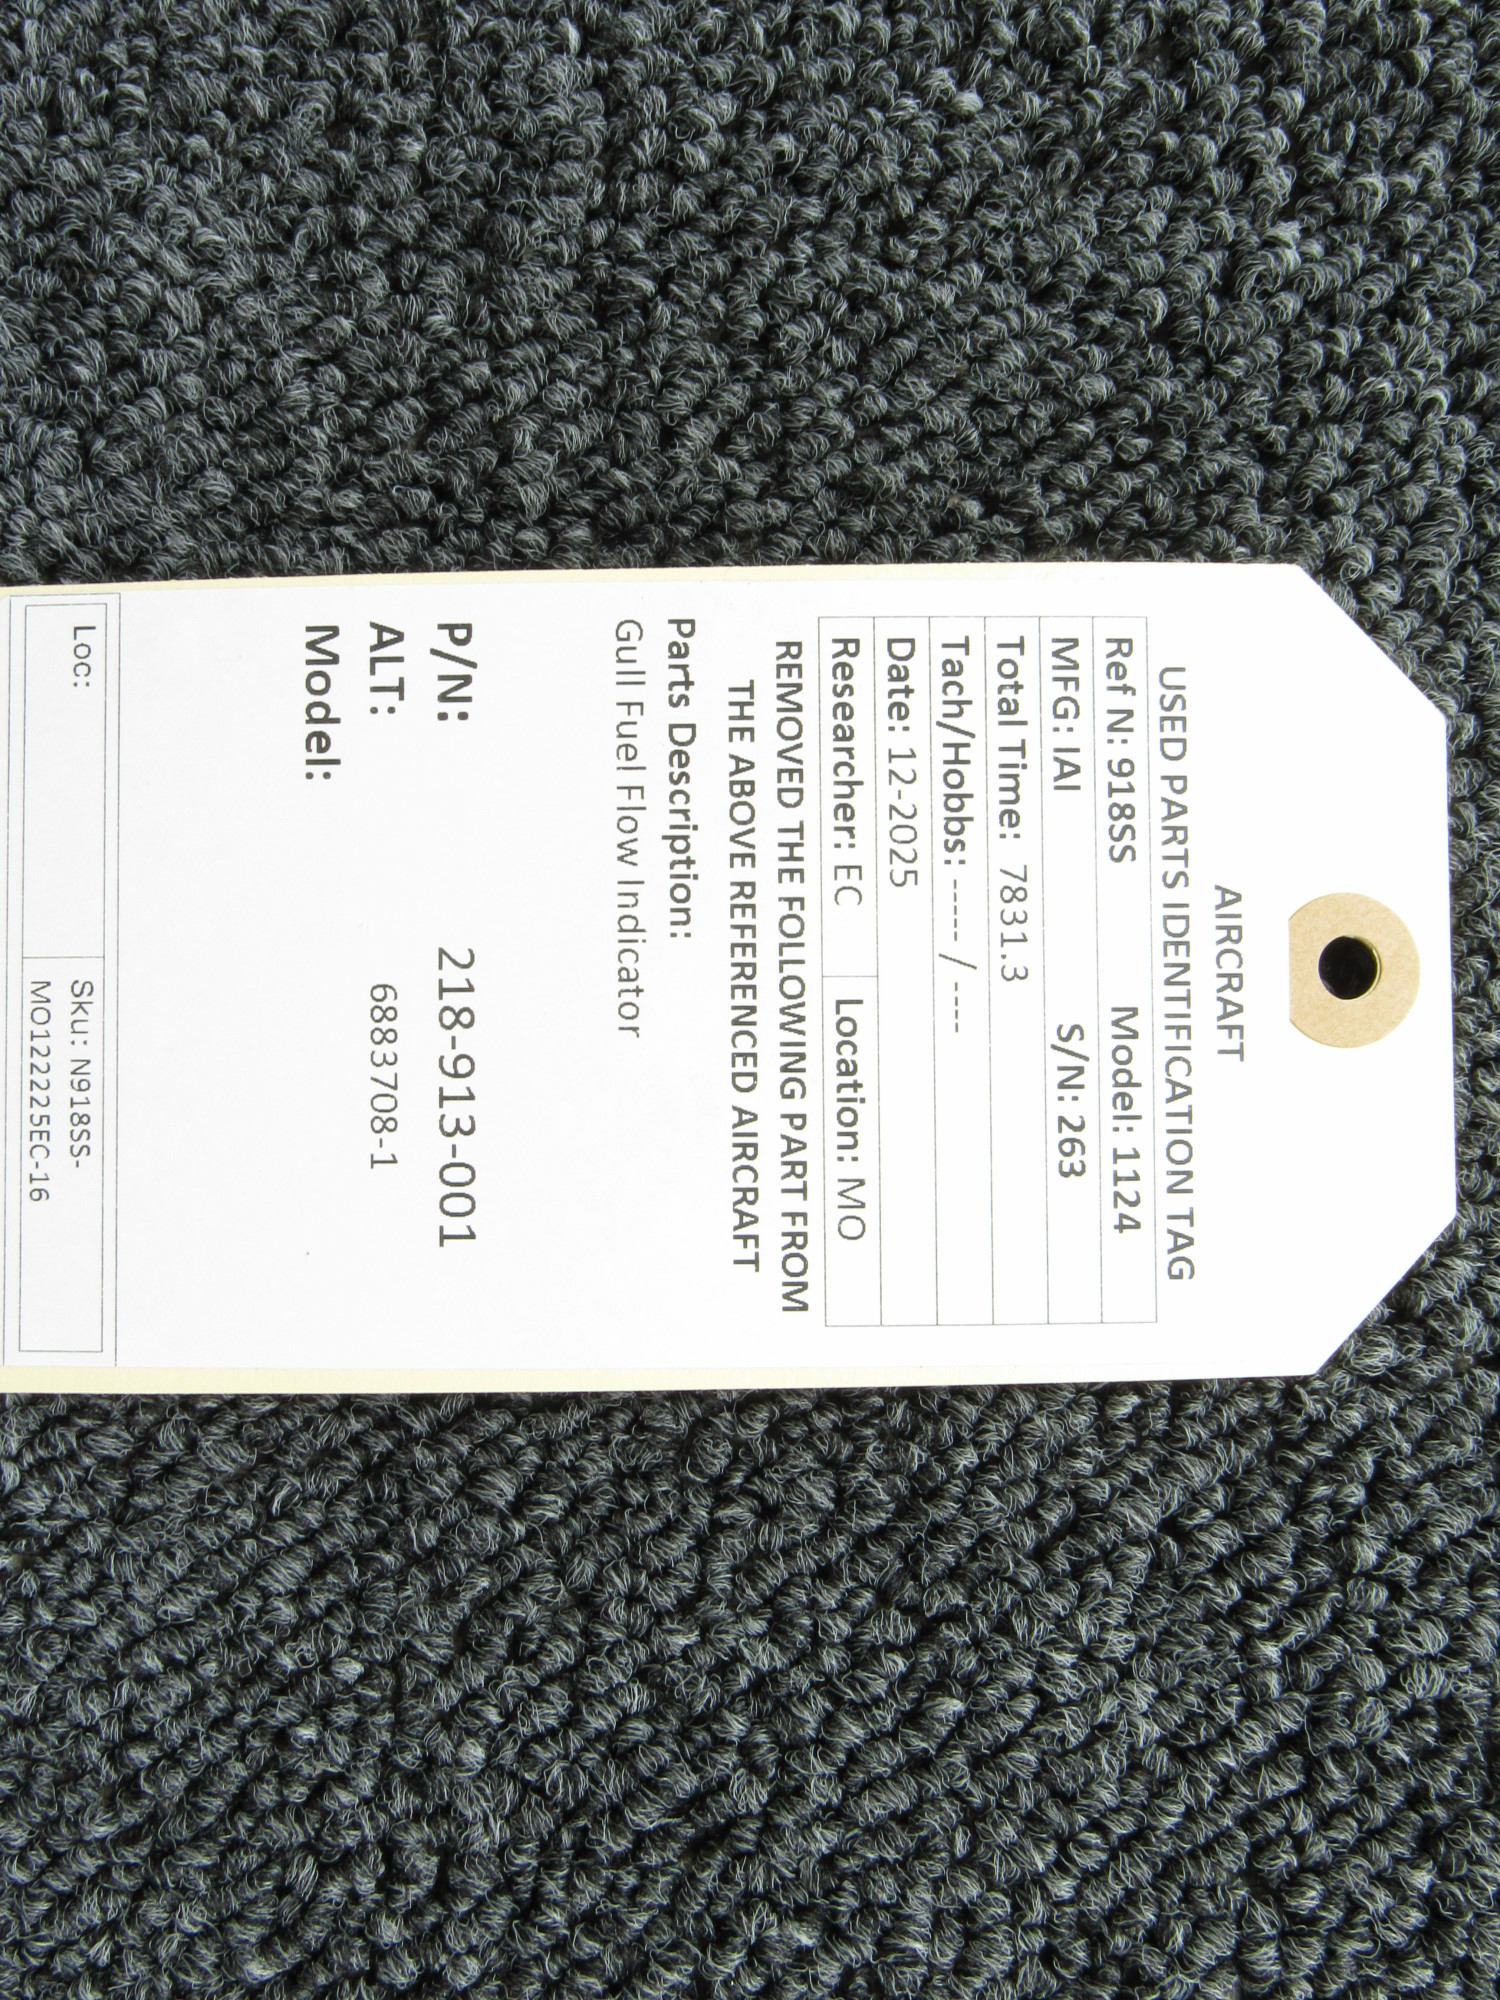 AIRCRAFT
USED PARTS IDENTIFICATION TAG
Ref N: 918SS Model: 1124
MFG: IAI S/N: 263
Total Time: 7831.3
Tach/Hobbs: ----- / ----
Date: 12-2025
Researcher: EC Location: MO
REMOVED THE FOLLOWING PART FROM
THE ABOVE REFERENCED AIRCRAFT
Parts Description:
Gull Fuel Flow Indicator
P/N: 218-913-001
ALT: 6883708-1
Model:
Loc: Sku: N918SS-
MO122225EC-16